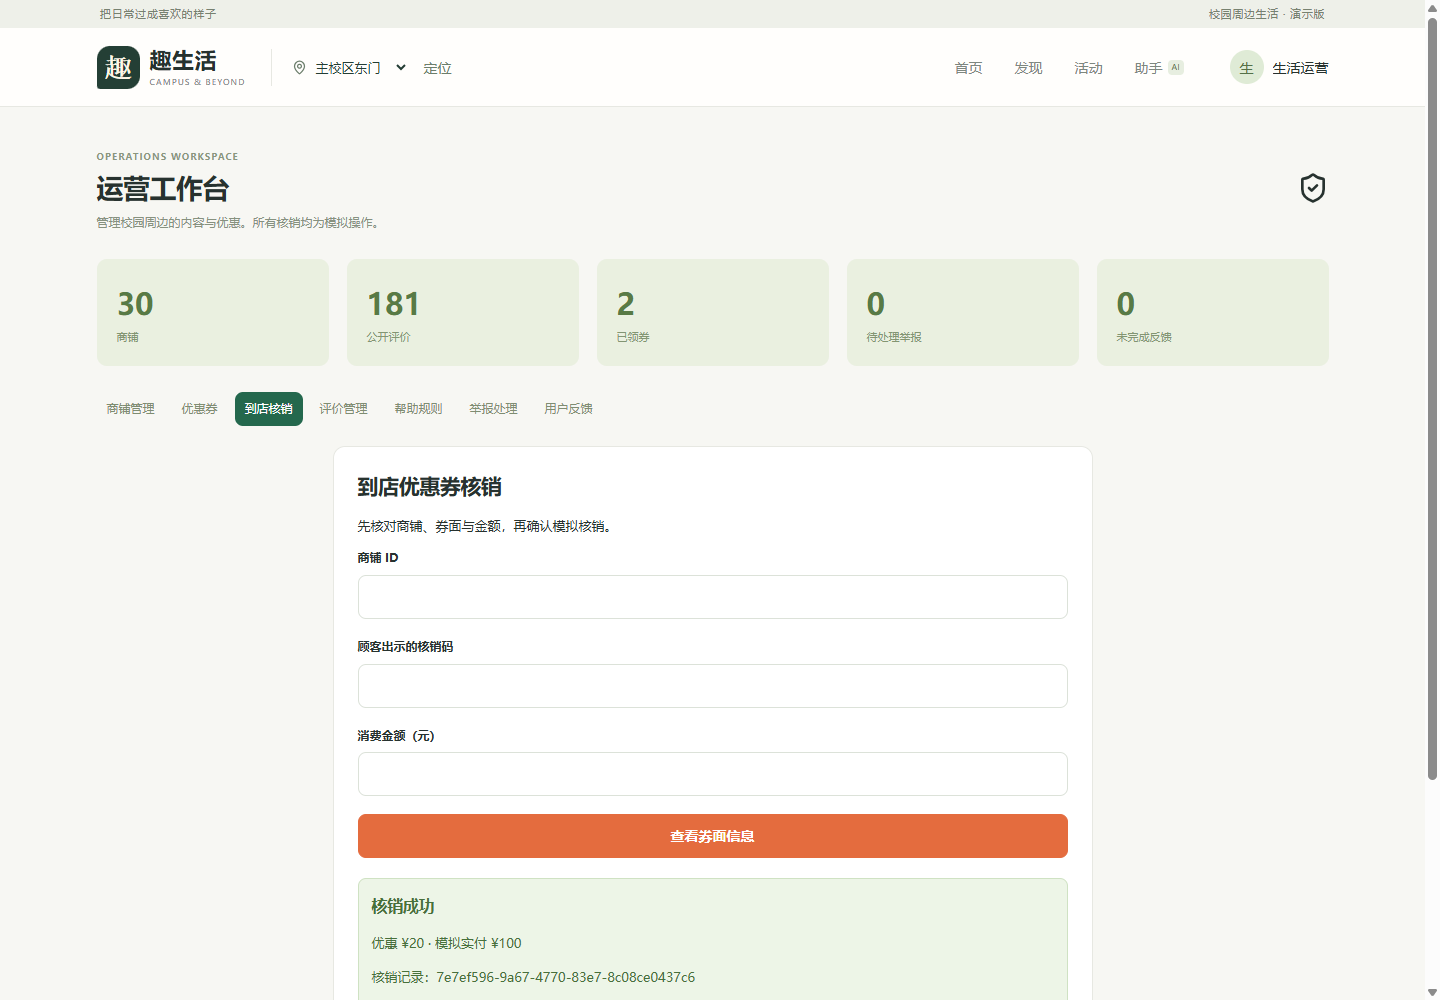 把日常过成喜欢的样子
校园周边生活 · 演示版
趣
趣生活
CAMPUS & BEYOND
主校区东门
定位
首页
发现
活动
助手 AI
生
生活运营
OPERATIONS WORKSPACE
运营工作台
管理校园周边的内容与优惠。所有核销均为模拟操作。
30
商铺
181
公开评价
2
已领券
0
待处理举报
0
未完成反馈
商铺管理
优惠券
到店核销
评价管理
帮助规则
举报处理
用户反馈
到店优惠券核销
先核对商铺、券面与金额，再确认模拟核销。
商铺 ID
顾客出示的核销码
消费金额（元）
查看券面信息
核销成功
优惠 ¥20 · 模拟实付 ¥100
核销记录：7e7ef596-9a67-4770-83e7-8c08ce0437c6